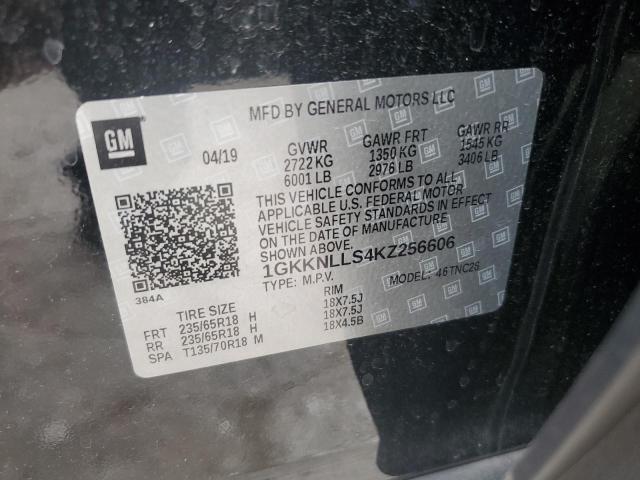 MFD BY GENERAL MOTORS LLC
GM
04/19
GVWR GAWR FRT GAWR RR
2722 KG 1350 KG 1545 KG
6001 LB 2976 LB 3406 LB
THIS VEHICLE CONFORMS TO ALL
APPLICABLE U.S. FEDERAL MOTOR
VEHICLE SAFETY STANDARDS IN EFFECT
ON THE DATE OF MANUFACTURE
SHOWN ABOVE.
1GKKNLLS4KZ256606
TYPE: M.P.V. MODEL: 46TNC26
384A
TIRE SIZE RIM
FRT 235/65R18 H 18X7.5J
RR 235/65R18 H 18X7.5J
SPA T135/70R18 M 18X4.5B